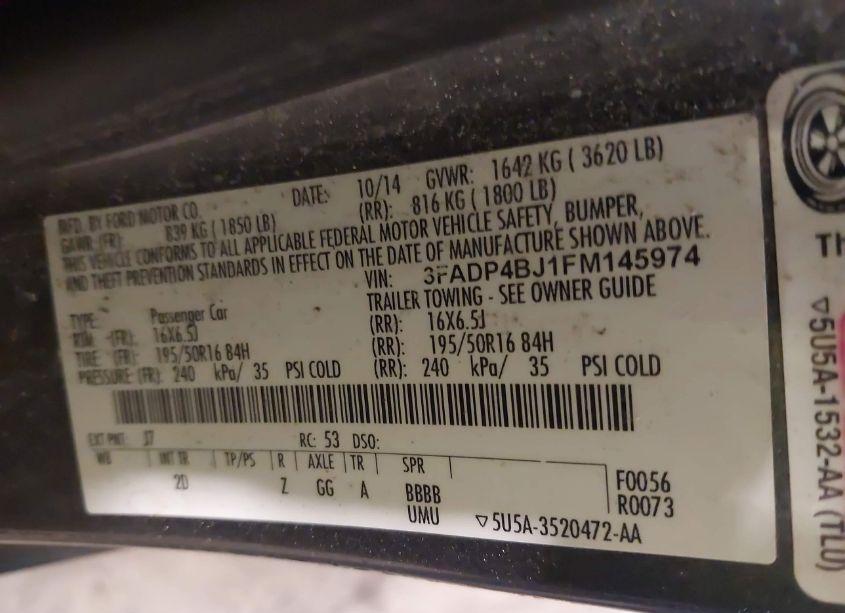 MFD. BY FORD MOTOR CO. DATE: 10/14 GVWR: 1642 KG ( 3620 LB)
GAWR (FR): 839 KG ( 1850 LB) (RR): 816 KG ( 1800 LB)
THIS VEHICLE CONFORMS TO ALL APPLICABLE FEDERAL MOTOR VEHICLE SAFETY, BUMPER,
AND THEFT PREVENTION STANDARDS IN EFFECT ON THE DATE OF MANUFACTURE SHOWN ABOVE.
VIN: 3FADP4BJ1FM145974
TRAILER TOWING - SEE OWNER GUIDE
TYPE: Passenger Car
RIM (FR): 16X6.5J (RR): 16X6.5J
TIRE: (FR): 195/50R16 84H (RR): 195/50R16 84H
PRESSURE: (FR): 240 kPa/ 35 PSI COLD (RR): 240 kPa/ 35 PSI COLD
EXT PNT: J7 RC: 53 DSO:
WB INT TR TP/PS R AXLE TR SPR
2D Z GG A BBBB F0056
UMU R0073
▽5U5A-3520472-AA
▽5U5A-1532-AA (TLU)